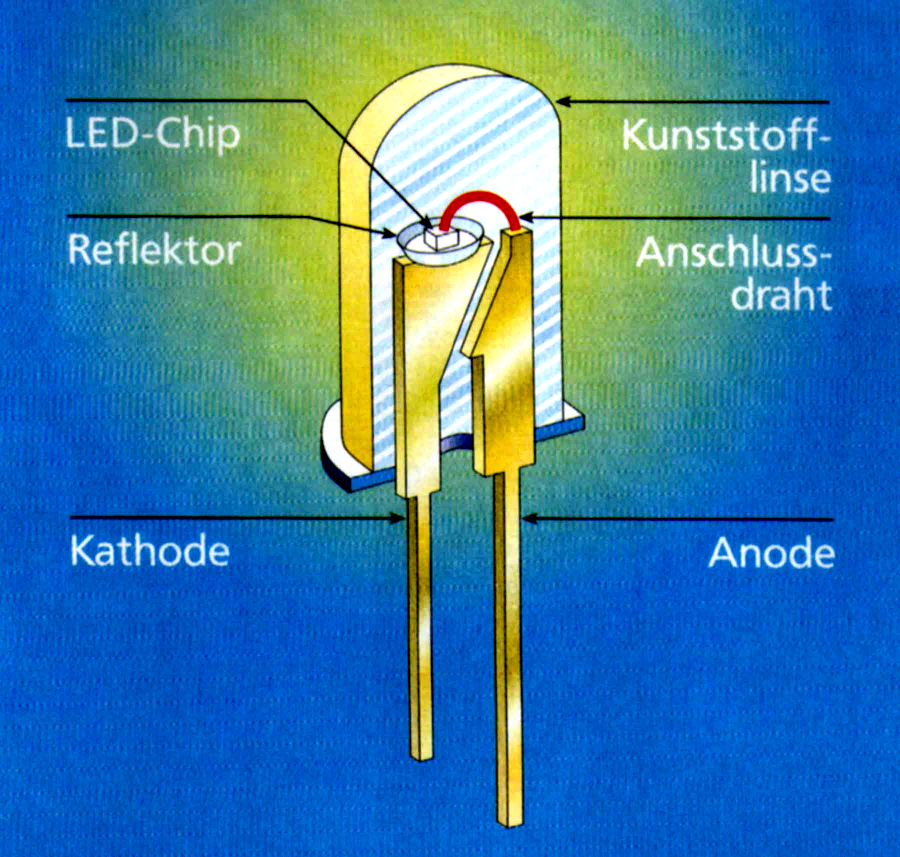 LED-Chip
Kunststoff-
linse
Reflektor
Anschluss-
draht
Kathode
Anode